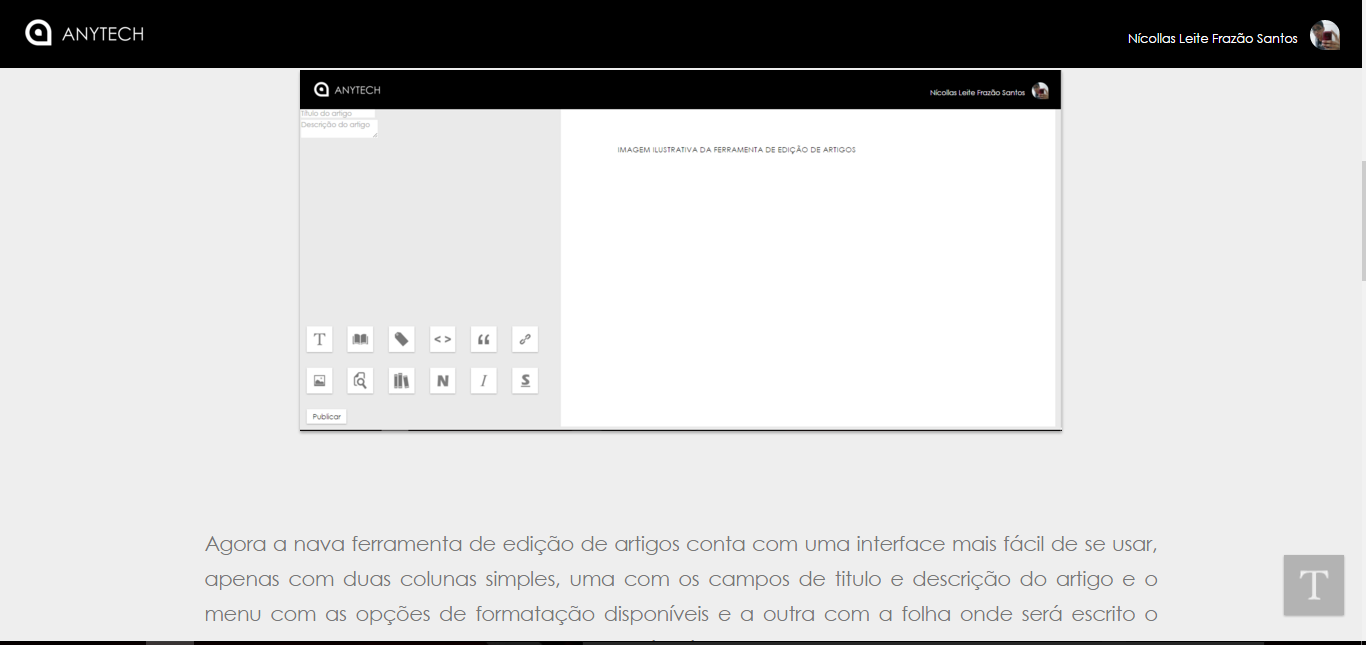 ANYTECH
Nícollas Leite Frazão Santos
ANYTECH
Nícollas Leite Frazão Santos
Titulo do artigo
Descrição do artigo
IMAGEM ILUSTRATIVA DA FERRAMENTA DE EDIÇÃO DE ARTIGOS
T
< >
“
N
I
S
Publicar
Agora a nava ferramenta de edição de artigos conta com uma interface mais fácil de se usar,
apenas com duas colunas simples, uma com os campos de titulo e descrição do artigo e o
T
menu com as opções de formatação disponíveis e a outra com a folha onde será escrito o